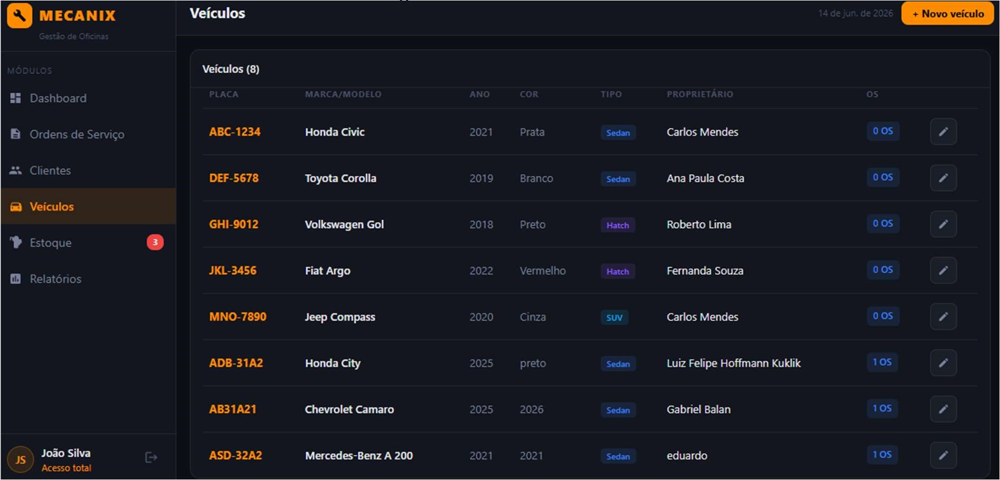 MECANIX
Gestão de Oficinas
Veículos
14 de jun. de 2026
+ Novo veículo
MÓDULOS
Dashboard
Ordens de Serviço
Clientes
Veículos
Estoque 3
Relatórios
JS João Silva
Acesso total
Veículos (8)
PLACA MARCA/MODELO ANO COR TIPO PROPRIETÁRIO OS
ABC-1234 Honda Civic 2021 Prata Sedan Carlos Mendes 0 OS
DEF-5678 Toyota Corolla 2019 Branco Sedan Ana Paula Costa 0 OS
GHI-9012 Volkswagen Gol 2018 Preto Hatch Roberto Lima 0 OS
JKL-3456 Fiat Argo 2022 Vermelho Hatch Fernanda Souza 0 OS
MNO-7890 Jeep Compass 2020 Cinza SUV Carlos Mendes 0 OS
ADB-31A2 Honda City 2025 preto Sedan Luiz Felipe Hoffmann Kuklik 1 OS
AB31A21 Chevrolet Camaro 2025 2026 Sedan Gabriel Balan 1 OS
ASD-32A2 Mercedes-Benz A 200 2021 2021 Sedan eduardo 1 OS